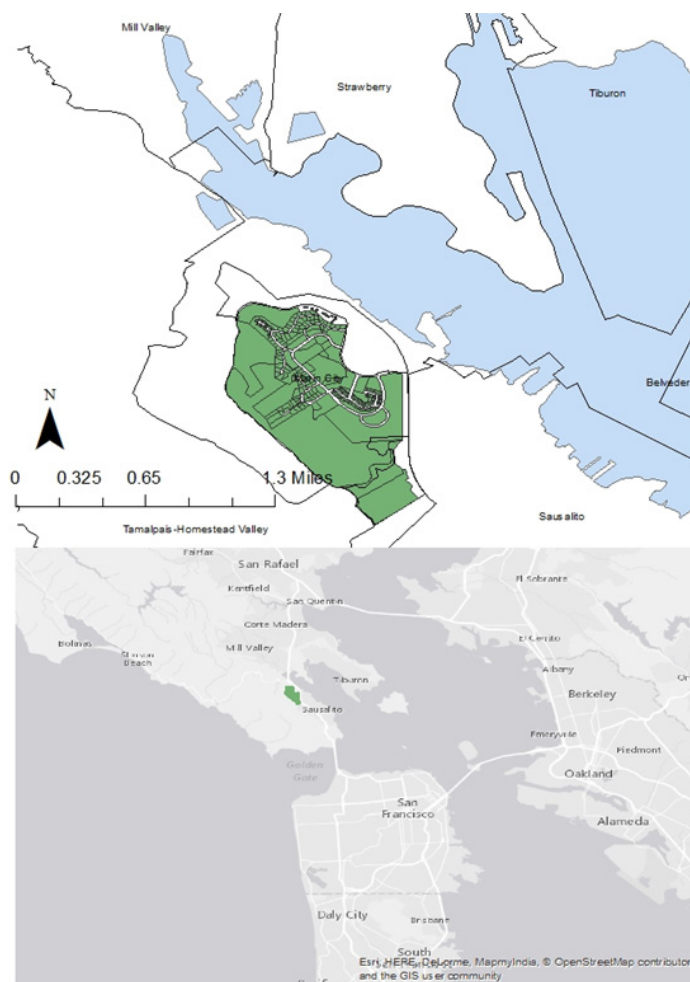 Mill Valley
Strawberry
Tiburon
Marin City
Belveder
N
0 0.325 0.65 1.3 Miles
Sausalito
Tamalpais-Homestead Valley
Fairfax
San Rafael
El Sobrante
Kentfield
San Quentin
Corte Madera
El Cerrito
Bolinas
Stinson
Beach
Mill Valley
Albany
Tiburon
Berkeley
Sausalito
Emeryville
Piedmont
Golden
Gate
Oakland
San
Francisco
Alameda
Daly City
Brisbane
South
Esri, HERE, DeLorme, MapmyIndia, © OpenStreetMap contributor
and the GIS user community